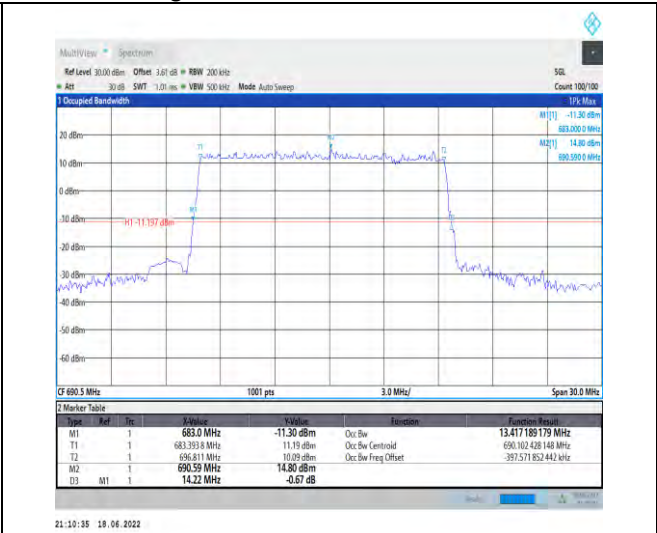 MultiView Spectrum
Ref Level 30.00 dBm Offset 3.61 dB RBW 200 kHz SGL
Att 30 dB SWT 1.01 ms VBW 500 kHz Mode Auto Sweep Count 100/100
1 Occupied Bandwidth 1Pk Max
M1[1] -11.30 dBm
683.000 0 MHz
M2[1] 14.80 dBm
690.590 0 MHz
20 dBm
T1 M2 T2
10 dBm
0 dBm
M1
-10 dBm
H1 -11.197 dBm
-20 dBm
-30 dBm
-40 dBm
-50 dBm
-60 dBm
CF 690.5 MHz 1001 pts 3.0 MHz/ Span 30.0 MHz
2 Marker Table
Type Ref Trc X-Value Y-Value Function Function Result
M1 1 683.0 MHz -11.30 dBm Occ Bw 13.417 189 179 MHz
T1 1 683.393 8 MHz 11.19 dBm Occ Bw Centroid 690.102 428 148 MHz
T2 1 696.811 MHz 10.09 dBm Occ Bw Freq Offset -397.571 852 442 kHz
M2 1 690.59 MHz 14.80 dBm
D3 M1 1 14.22 MHz -0.67 dB
21:10:35 18.06.2022